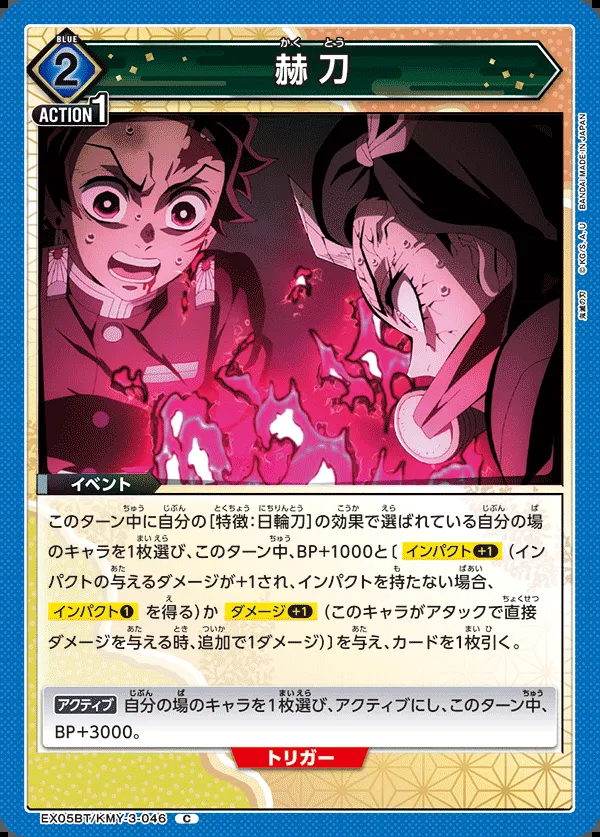 BLUE
2
かくとう
赫刀
ACTION 1
鬼滅の刃 ©KG/S,A,U BANDAI MADE IN JAPAN
イベント
このターン中に自分の[特徴:日輪刀]の効果で選ばれている自分の場
のキャラを1枚選び、このターン中、BP+1000と〔インパクト+1（イン
パクトの与えるダメージが+1され、インパクトを持たない場合、
インパクト1 を得る）か ダメージ+1（このキャラがアタックで直接
ダメージを与える時、追加で1ダメージ）〕を与え、カードを1枚引く。
アクティブ 自分の場のキャラを1枚選び、アクティブにし、このターン中、
BP+3000。
トリガー
EX05BT/KMY-3-046 C